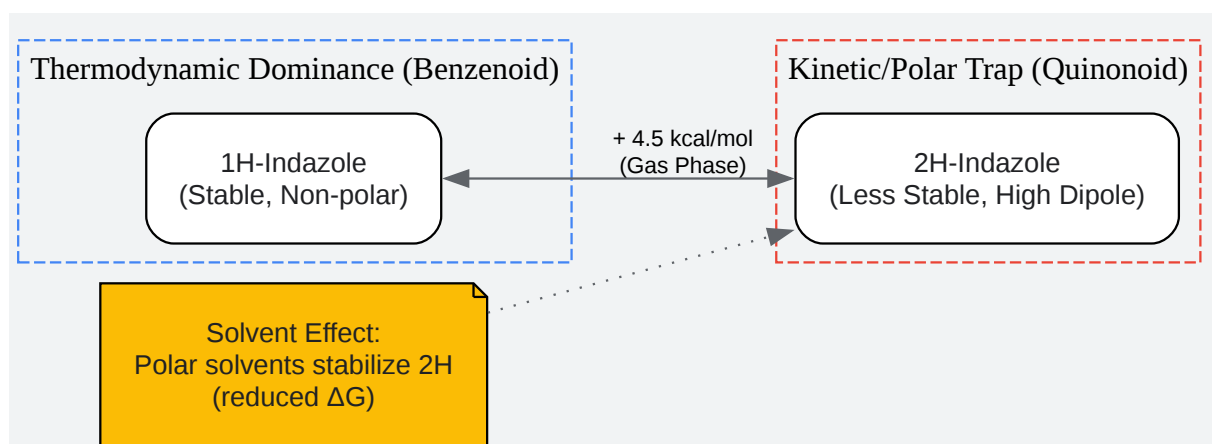 Thermodynamic Dominance (Benzenoid)
Kinetic/Polar Trap (Quinonoid)
1H-Indazole
(Stable, Non-polar)
+ 4.5 kcal/mol
(Gas Phase)
2H-Indazole
(Less Stable, High Dipole)
Solvent Effect:
Polar solvents stabilize 2H
(reduced ΔG)